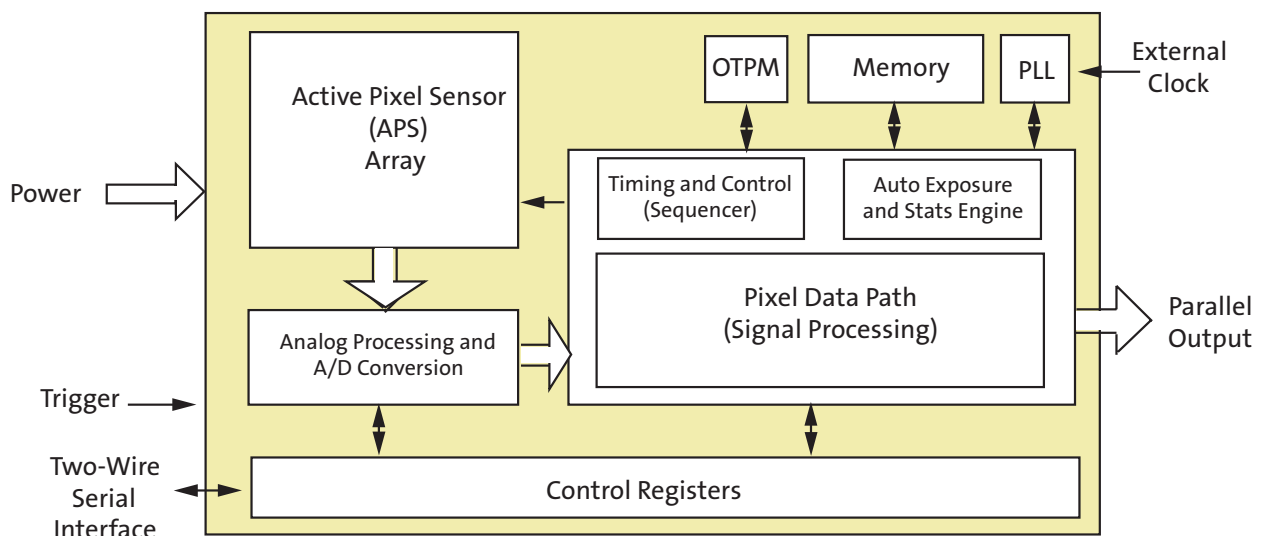 Active Pixel Sensor
(APS)
Array
OTPM
Memory
PLL
External
Clock
Power
Timing and Control
(Sequencer)
Auto Exposure
and Stats Engine
Pixel Data Path
(Signal Processing)
Parallel
Output
Analog Processing and
A/D Conversion
Trigger
Two-Wire
Serial
Interface
Control Registers